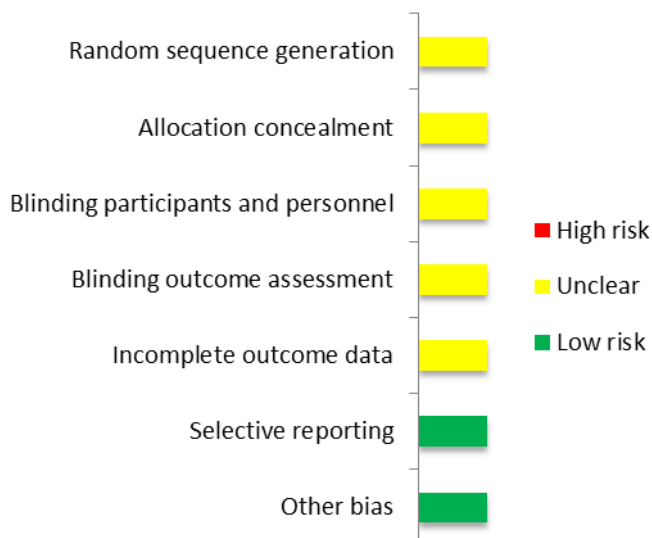 Random sequence generation
Allocation concealment
Blinding participants and personnel
Blinding outcome assessment
Incomplete outcome data
Selective reporting
Other bias
High risk
Unclear
Low risk